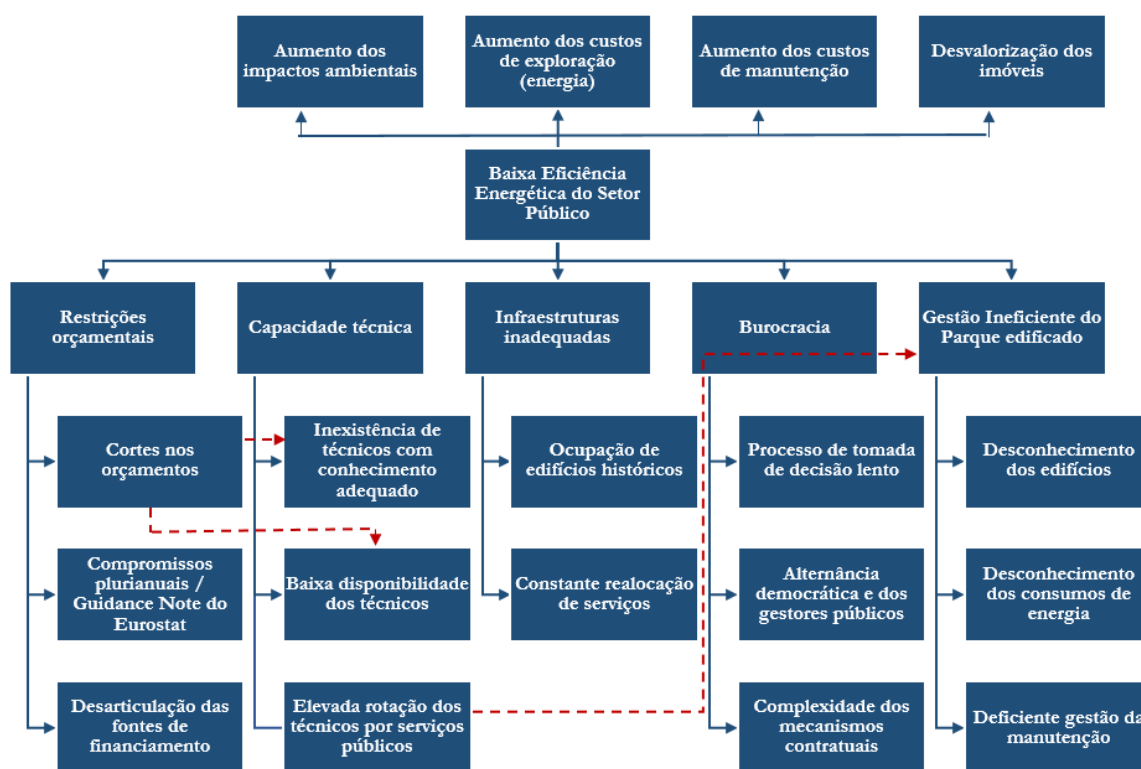 Aumento dos
impactos ambientais
Aumento dos custos
de exploração
(energia)
Aumento dos custos
de manutenção
Desvalorização dos
imóveis
Baixa Eficiência
Energética do Setor
Público
Restrições
orçamentais
Capacidade técnica
Infraestruturas
inadequadas
Burocracia
Gestão Ineficiente do
Parque edificado
Cortes nos
orçamentos
Inexistência de
técnicos com
conhecimento
adequado
Ocupação de
edifícios históricos
Processo de tomada
de decisão lento
Desconhecimento
dos edifícios
Compromissos
plurianuais /
Guidance Note do
Eurostat
Baixa disponibilidade
dos técnicos
Constante realocação
de serviços
Alternância
democrática e dos
gestores públicos
Desconhecimento
dos consumos de
energia
Desarticulação das
fontes de
financiamento
Elevada rotação dos
técnicos por serviços
públicos
Complexidade dos
mecanismos
contratuais
Deficiente gestão da
manutenção